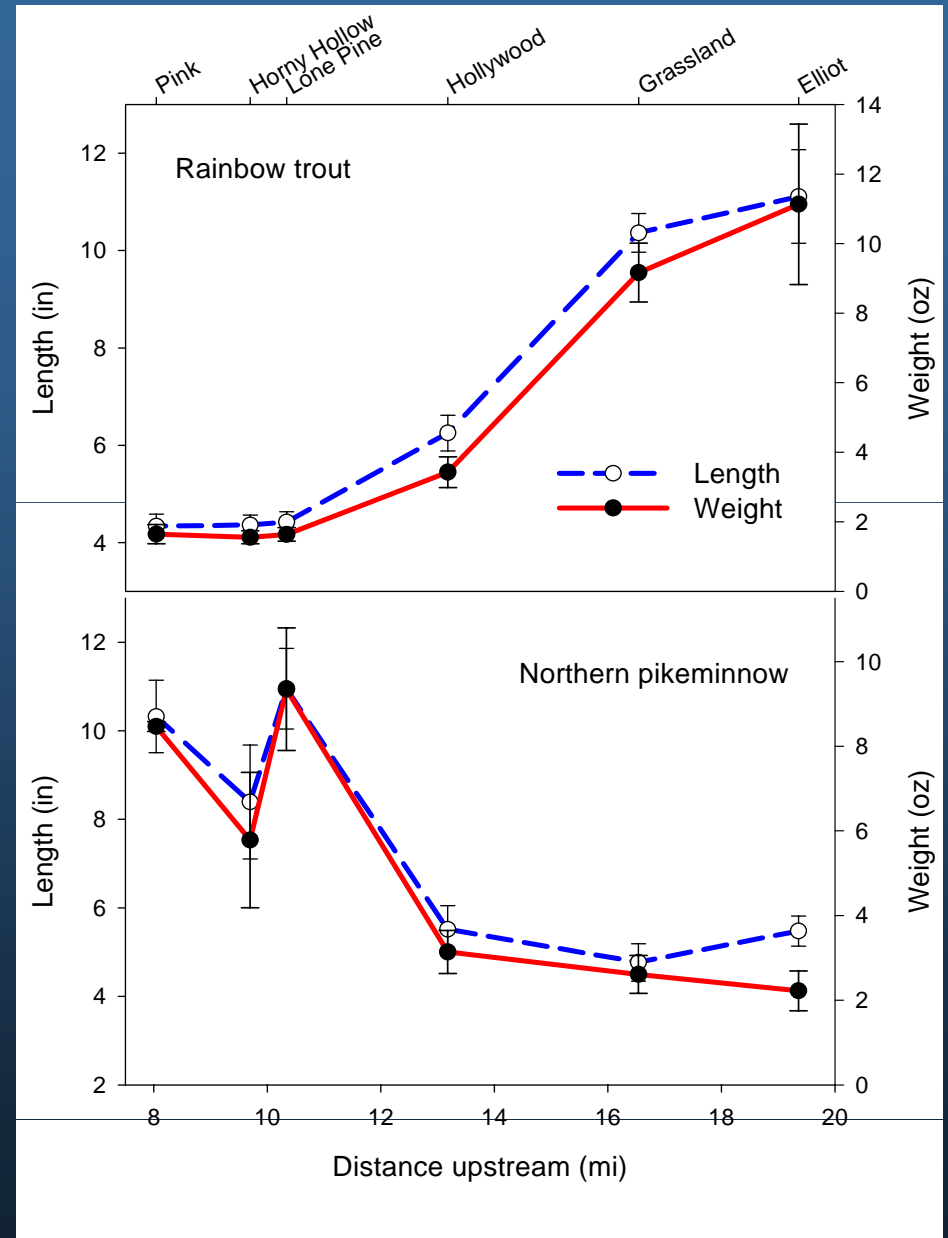 Pink
Horny Hollow
Lone Pine
Hollywood
Grassland
Elliot
14
12
Rainbow trout
12
10
10
8
8
6
6
4
4
2
0
Length (in)
Weight (oz)
Length
Weight
12
10
8
6
4
2
Northern pikeminnow
10
8
6
4
2
0
Length (in)
Weight (oz)
8 10 12 14 16 18 20
Distance upstream (mi)